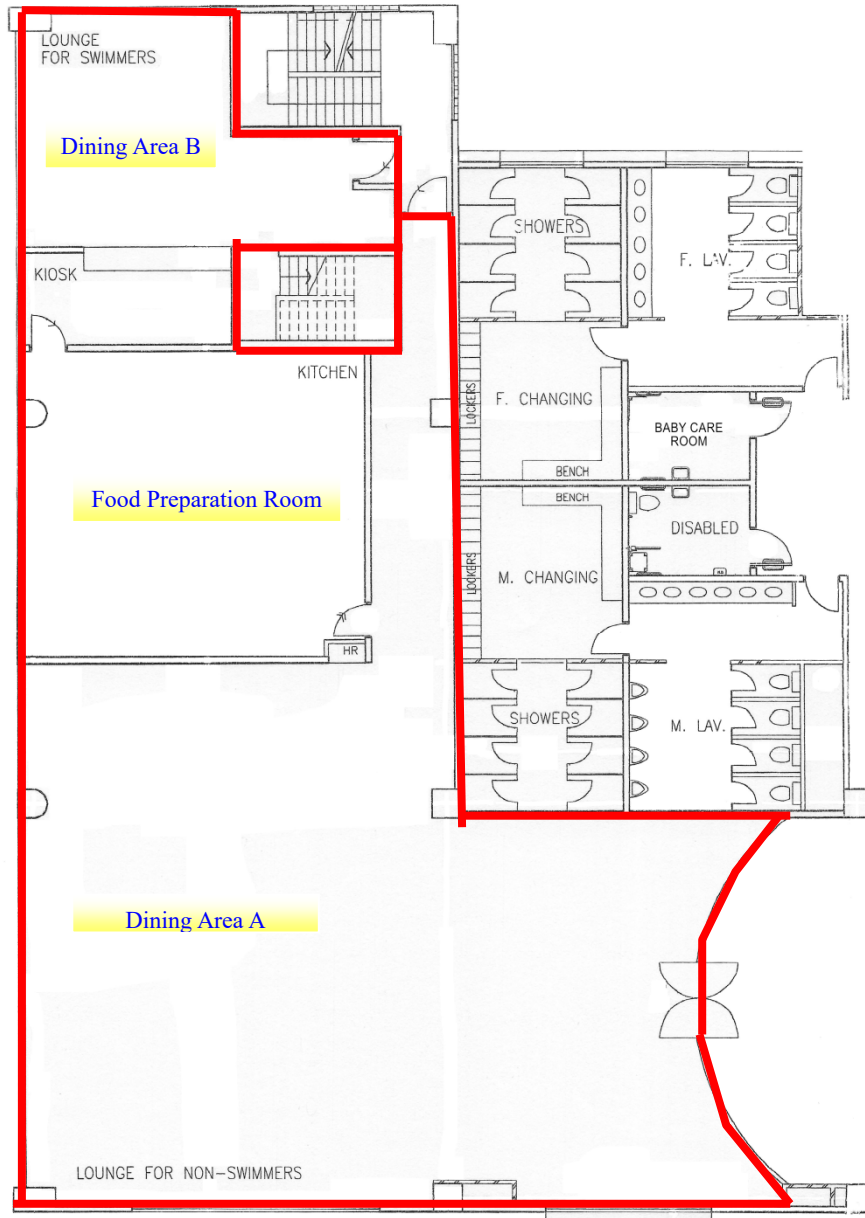 LOUNGE
FOR SWIMMERS
Dining Area B
SHOWERS
F. LAV.
KIOSK
KITCHEN
LOCKERS
F. CHANGING
BENCH
BABY CARE
ROOM
Food Preparation Room
BENCH
DISABLED
LOCKERS
M. CHANGING
HR
SHOWERS
M. LAV.
Dining Area A
LOUNGE FOR NON-SWIMMERS